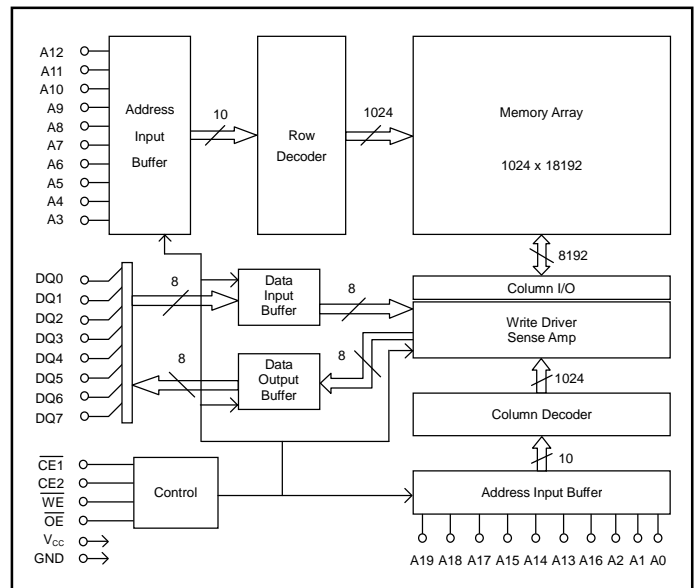 A12
A11
A10
A9
A8
A7
A6
A5
A4
A3
Address
Input
Buffer
10
Row
Decoder
1024
Memory Array
1024 x 18192
8192
DQ0
DQ1
DQ2
DQ3
DQ4
DQ5
DQ6
DQ7
8
Data
Input
Buffer
8
Column I/O
Write Driver
Sense Amp
8
Data
Output
Buffer
8
1024
Column Decoder
10
CE1
CE2
WE
OE
VCC
GND
Control
Address Input Buffer
A19 A18 A17 A15 A14 A13 A16 A2 A1 A0